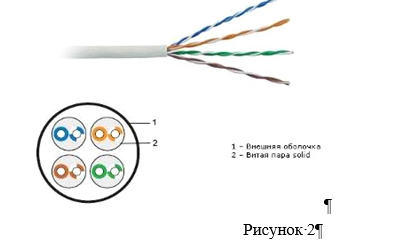 1
2
1 - Внешняя оболочка
2 - Витая пара solid
¶
Рисунок·2¶